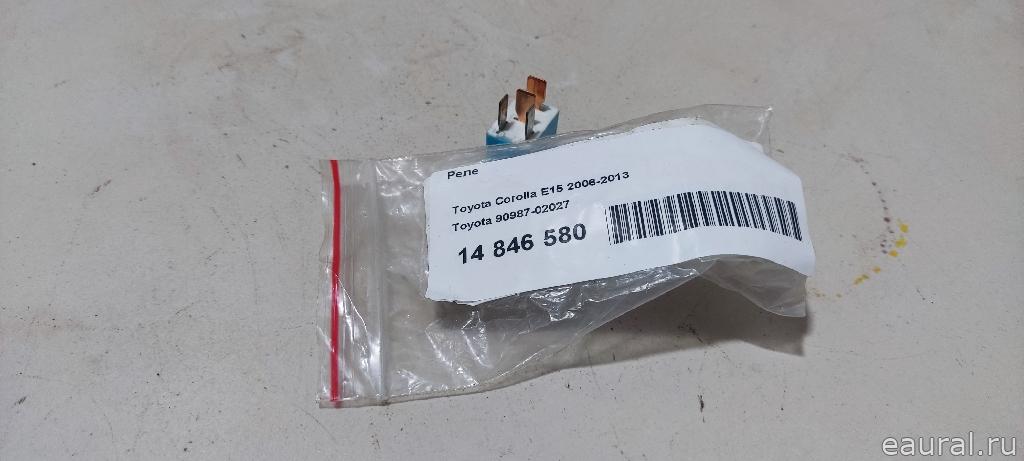 Реле
Toyota Corolla E15 2006-2013
Toyota 90987-02027
14 846 580
eaural.ru